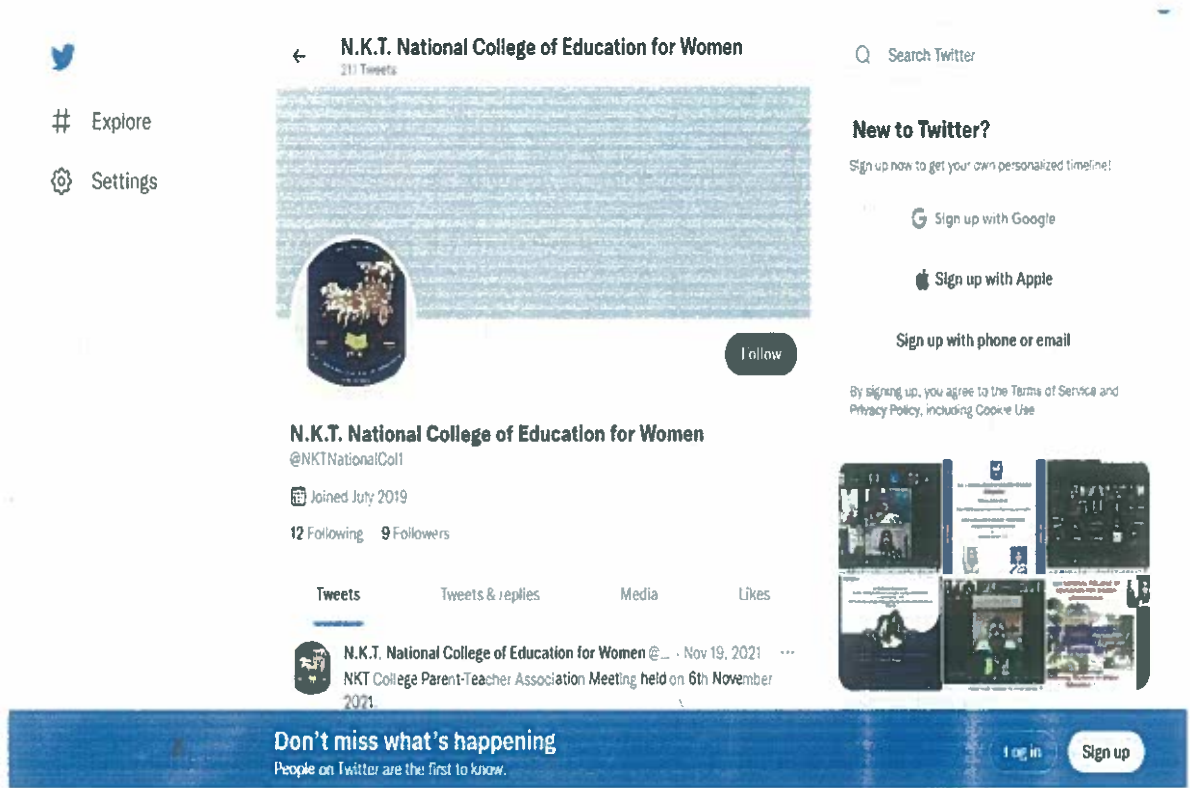 N.K.T. National College of Education for Women
211 Tweets
Search Twitter
Explore
Settings
New to Twitter?
Sign up now to get your own personalized timeline!
Sign up with Google
Sign up with Apple
Sign up with phone or email
By signing up, you agree to the Terms of Service and
Privacy Policy, including Cookie Use
Follow
N.K.T. National College of Education for Women
@NKTNationalCol1
Joined July 2019
12 Following 9 Followers
Tweets Tweets & replies Media Likes
N.K.T. National College of Education for Women @... · Nov 19, 2021 ...
NKT College Parent-Teacher Association Meeting held on 6th November
2021.
Don't miss what's happening
People on Twitter are the first to know.
Log in
Sign up